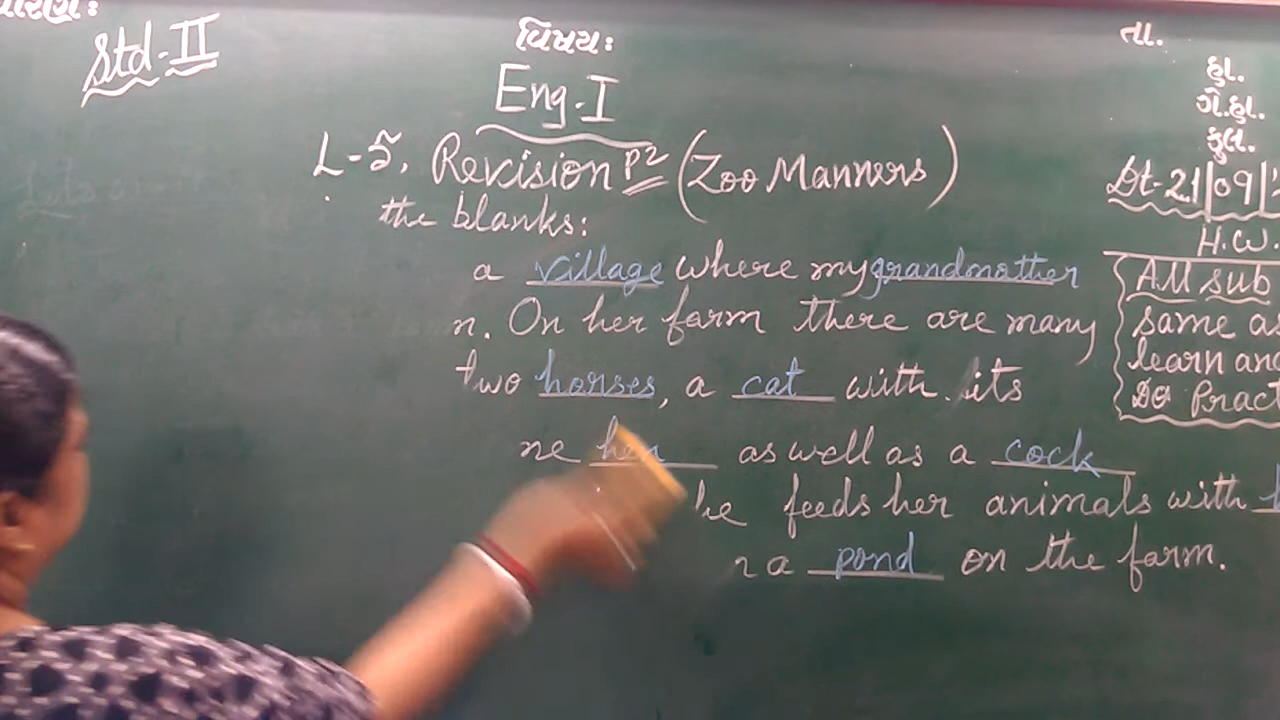 Std-II
વિષય:
તા.
Eng-I
હા.
ગે.હા.
કુલ.
L-5. Revision P2 (Zoo Manners)
Dt-21|09|
the blanks:
H.W.
a village where my grandmother
All sub
n. On her farm there are many
same as
learn and
two horses, a cat with its
Do Pract
ne hen as well as a cock
he feeds her animals with
a pond on the farm.